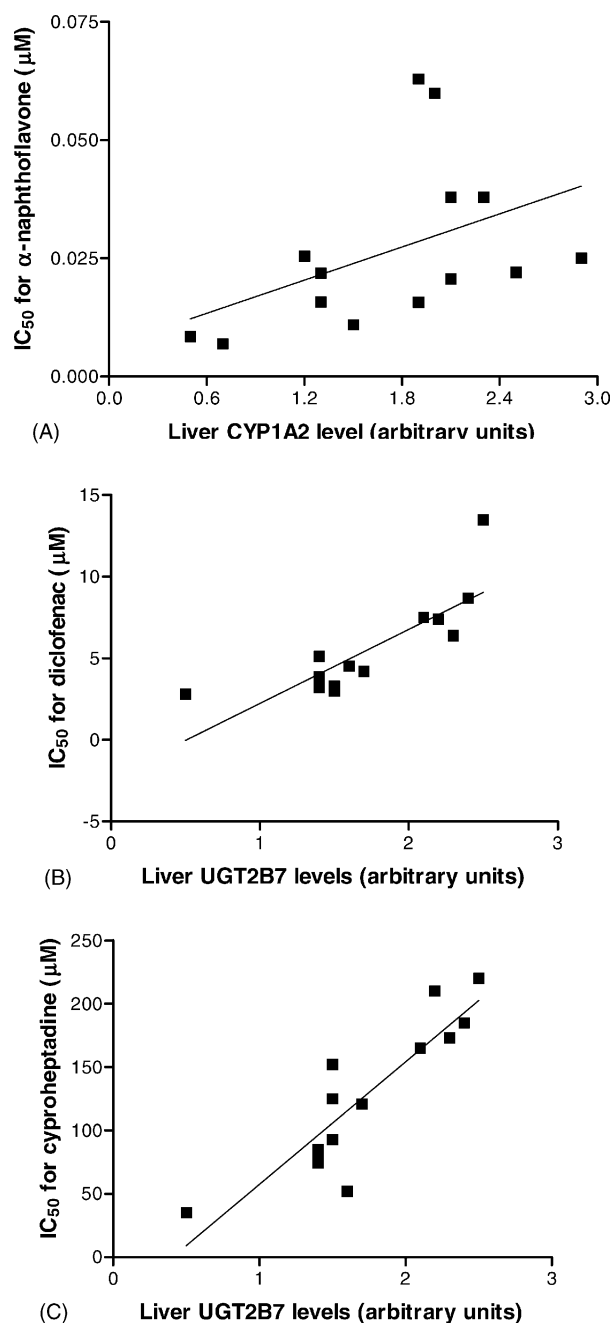 0.075
0.050
0.025
0.000
IC50 for α-naphthoflavone (μM)
0.0 0.6 1.2 1.8 2.4 3.0
(A) Liver CYP1A2 level (arbitrary units)
15
10
5
0
-5
IC50 for diclofenac (μM)
0 1 2 3
(B) Liver UGT2B7 levels (arbitrary units)
250
200
150
100
50
0
IC50 for cyproheptadine (μM)
0 1 2 3
(C) Liver UGT2B7 levels (arbitrary units)